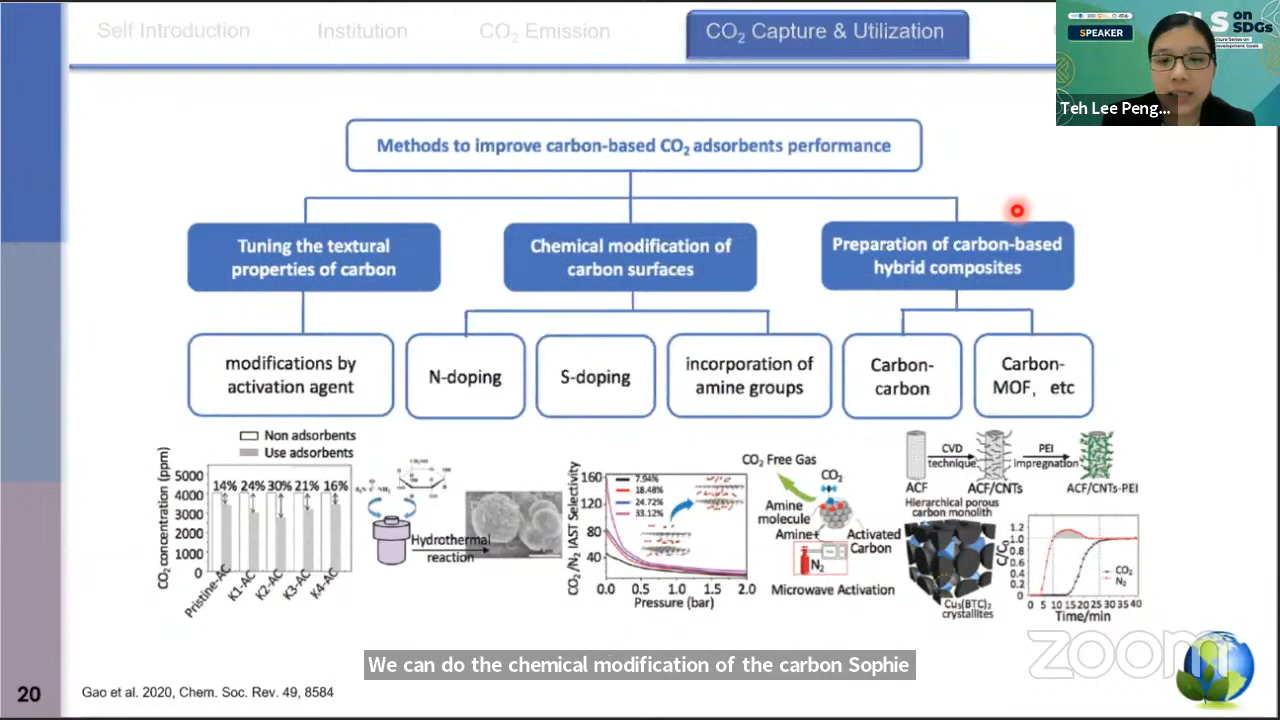 Self Introduction
Institution
CO₂ Emission
CO₂ Capture & Utilization
SPEAKER
on
SDGs
Teh Lee Peng...
Methods to improve carbon-based CO₂ adsorbents performance
Tuning the textural
properties of carbon
Chemical modification of
carbon surfaces
Preparation of carbon-based
hybrid composites
modifications by
activation agent
N-doping
S-doping
incorporation of
amine groups
Carbon-
carbon
Carbon-
MOF, etc
Non adsorbents
Use adsorbents
CO₂ concentration (ppm)
5000
4000
3000
2000
1000
0
14% 24% 30% 21% 16%
Pristine-AC
K1-AC
K2-AC
K3-AC
K4-AC
Hydrothermal
reaction
CO₂/N₂ IAST Selectivity
160
120
80
40
7.94%
18.48%
24.72%
33.12%
0.0 0.5 1.0 1.5 2.0
Pressure (bar)
CO₂ Free Gas
CO₂
Amine
molecule
Amine+
Activated
Carbon
N₂
Microwave Activation
CVD
technique
PEI
impregnation
ACF
ACF/CNTs
ACF/CNTs-PEI
Hierarchical porous
carbon monolith
Cu₃(BTC)₂
crystallites
C/C₀
1.2
1.0
0.8
0.6
0.4
0.2
0
CO₂
N₂
0 5 10 15 20 25 30 35 40
Time/min
We can do the chemical modification of the carbon Sophie
zoom
20
Gao et al. 2020, Chem. Soc. Rev. 49, 8584